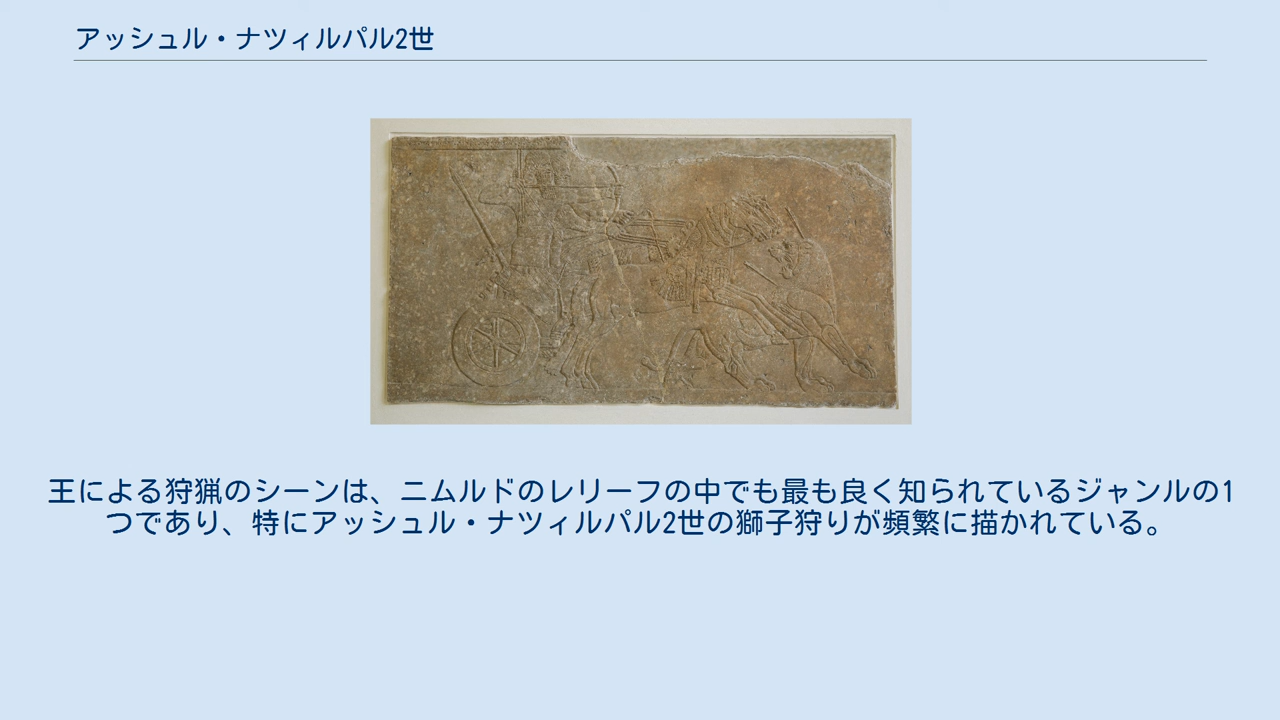 アッシュル・ナツィルパル2世
王による狩猟のシーンは、ニムルドのレリーフの中でも最も良く知られているジャンルの1
つであり、特にアッシュル・ナツィルパル2世の獅子狩りが頻繁に描かれている。